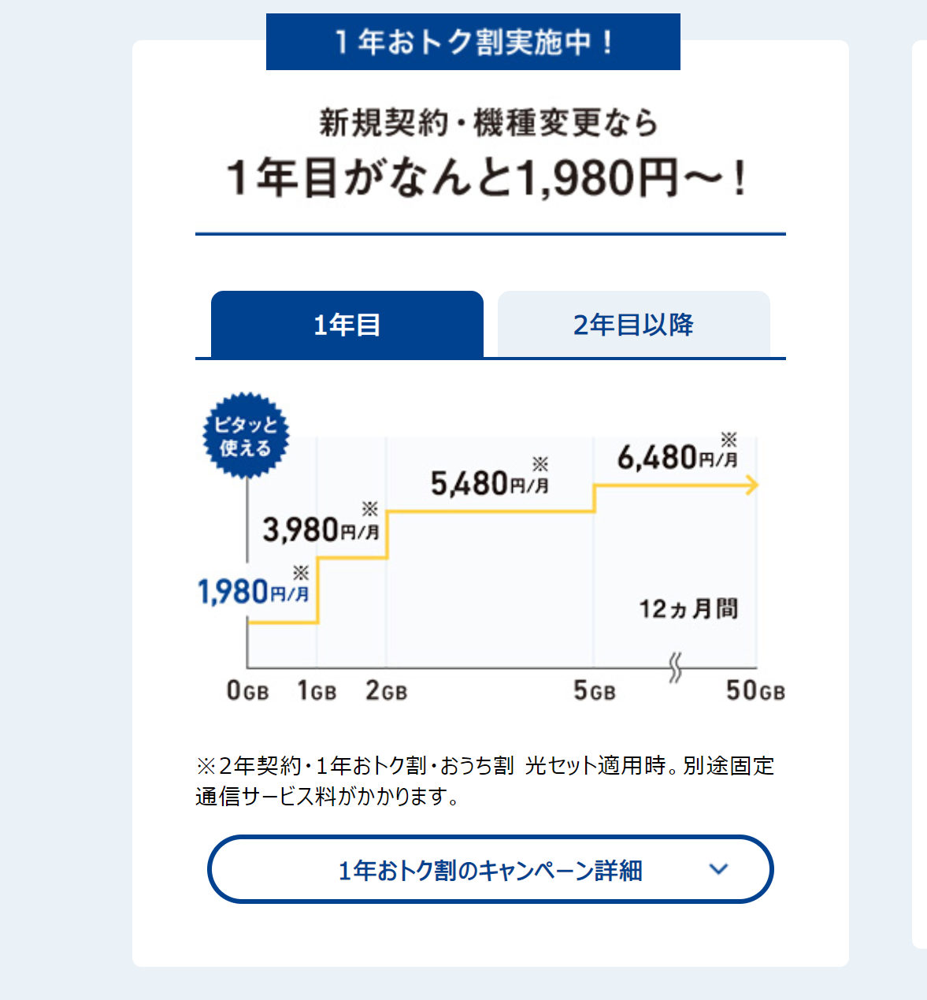 1年おトク割実施中！
新規契約・機種変更なら
1年目がなんと1,980円〜！
1年目
2年目以降
ピタッと
使える
※
6,480円/月
※
5,480円/月
※
3,980円/月
※
1,980円/月
12ヵ月間
0GB 1GB 2GB 5GB 50GB
※2年契約・1年おトク割・おうち割 光セット適用時。別途固定
通信サービス料がかかります。
1年おトク割のキャンペーン詳細